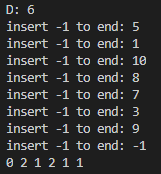 D: 6
insert -1 to end: 5
insert -1 to end: 1
insert -1 to end: 10
insert -1 to end: 8
insert -1 to end: 7
insert -1 to end: 3
insert -1 to end: 9
insert -1 to end: -1
0 2 1 2 1 1